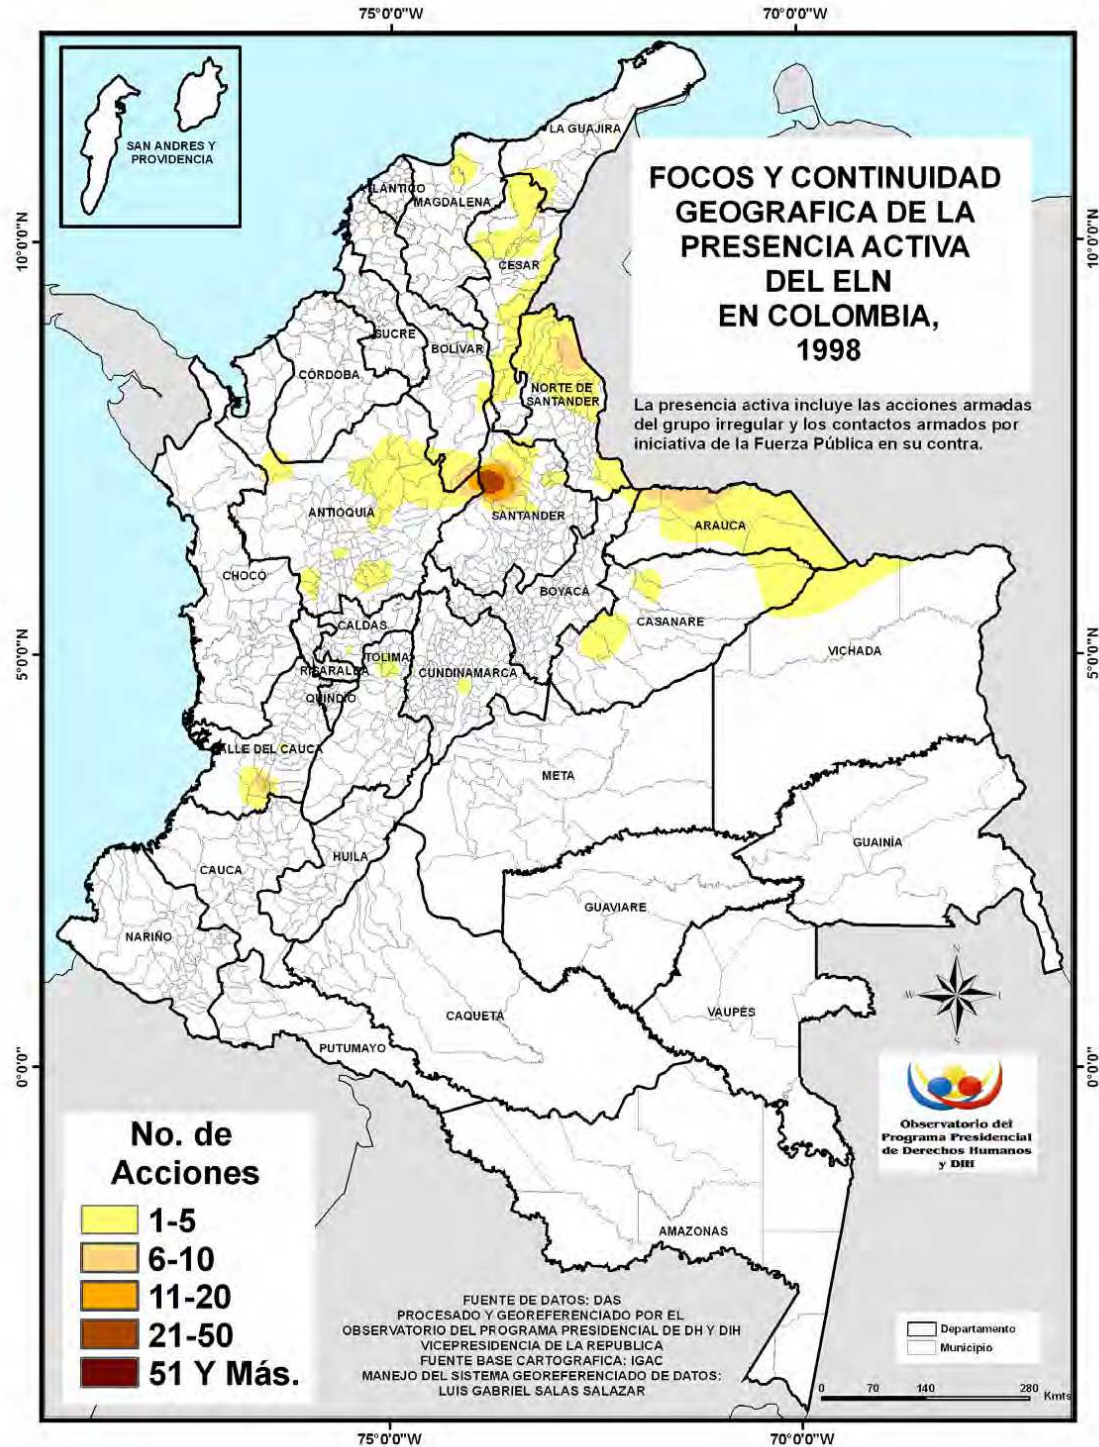 75°0'0"W
70°0'0"W
SAN ANDRES Y
PROVIDENCIA
FOCOS Y CONTINUIDAD
GEOGRAFICA DE LA
PRESENCIA ACTIVA
DEL ELN
EN COLOMBIA,
1998
La presencia activa incluye las acciones armadas
del grupo irregular y los contactos armados por
iniciativa de la Fuerza Pública en su contra.
10°0'0"N
10°0'0"N
5°0'0"N
5°0'0"N
0°0'0"
0°0'0"
LA GUAJIRA
ATLÁNTICO
MAGDALENA
CESAR
SUCRE
BOLÍVAR
CÓRDOBA
NORTE DE
SANTANDER
ANTIOQUIA
SANTANDER
ARAUCA
CHOCÓ
BOYACÁ
CASANARE
CALDAS
VICHADA
TOLIMA
RISARALDA
CUNDINAMARCA
QUINDÍO
ALLE DEL CAUCA
META
GUAINÍA
HUILA
CAUCA
GUAVIARE
NARIÑO
CAQUETÁ
VAUPÉS
PUTUMAYO
AMAZONAS
N
W
E
S
Observatorio del
Programa Presidencial
de Derechos Humanos
y DIH
No. de
Acciones
1-5
6-10
11-20
21-50
51 Y Más.
FUENTE DE DATOS: DAS
PROCESADO Y GEOREFERENCIADO POR EL
OBSERVATORIO DEL PROGRAMA PRESIDENCIAL DE DH Y DIH
VICEPRESIDENCIA DE LA REPUBLICA
FUENTE BASE CARTOGRAFICA: IGAC
MANEJO DEL SISTEMA GEOREFERENCIADO DE DATOS:
LUIS GABRIEL SALAS SALAZAR
Departamento
Municipio
0 70 140 280
Kmts
75°0'0"W
70°0'0"W